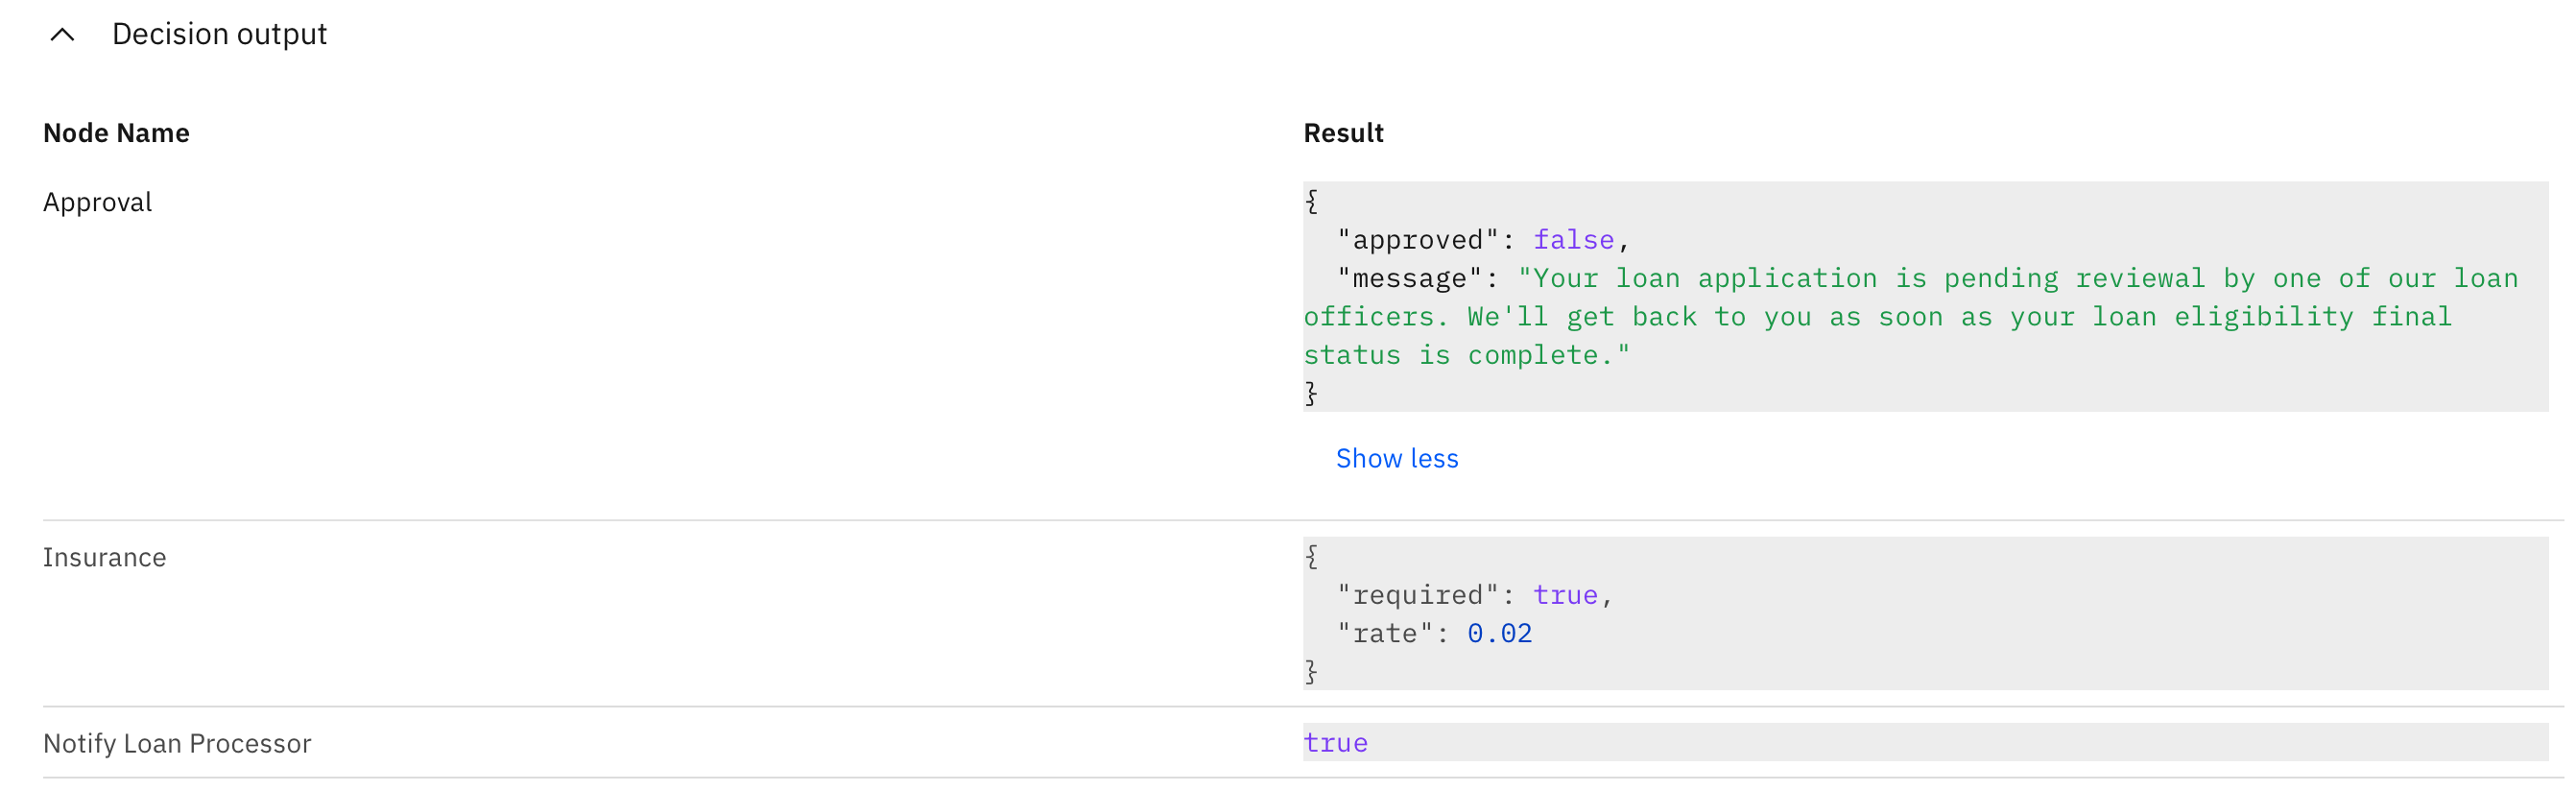 Decision output
Node Name
Result
Approval
{
"approved": false,
"message": "Your loan application is pending reviewal by one of our loan
officers. We'll get back to you as soon as your loan eligibility final
status is complete."
}
Show less
Insurance
{
"required": true,
"rate": 0.02
}
Notify Loan Processor
true